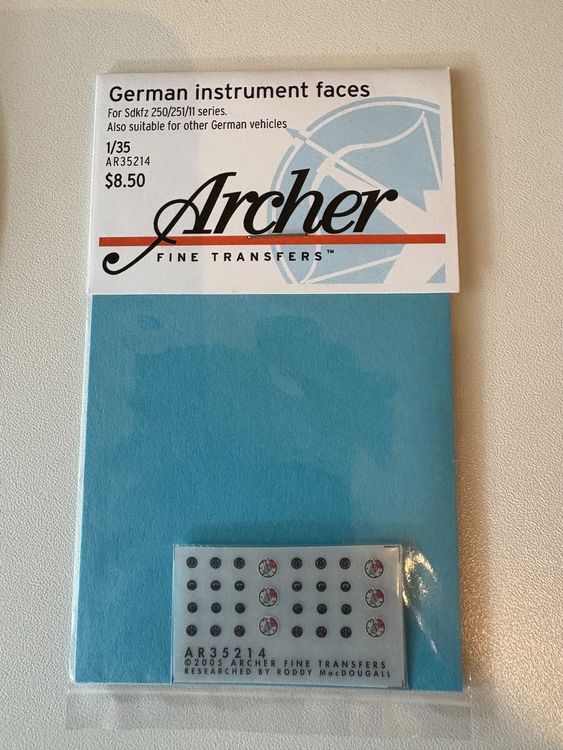 German instrument faces
For Sdkfz 250/251/11 series.
Also suitable for other German vehicles
1/35
AR35214
$8.50
Archer
FINE TRANSFERS™
AR35214
©2005 ARCHER FINE TRANSFERS
RESEARCHED BY RODDY MacDOUGALL